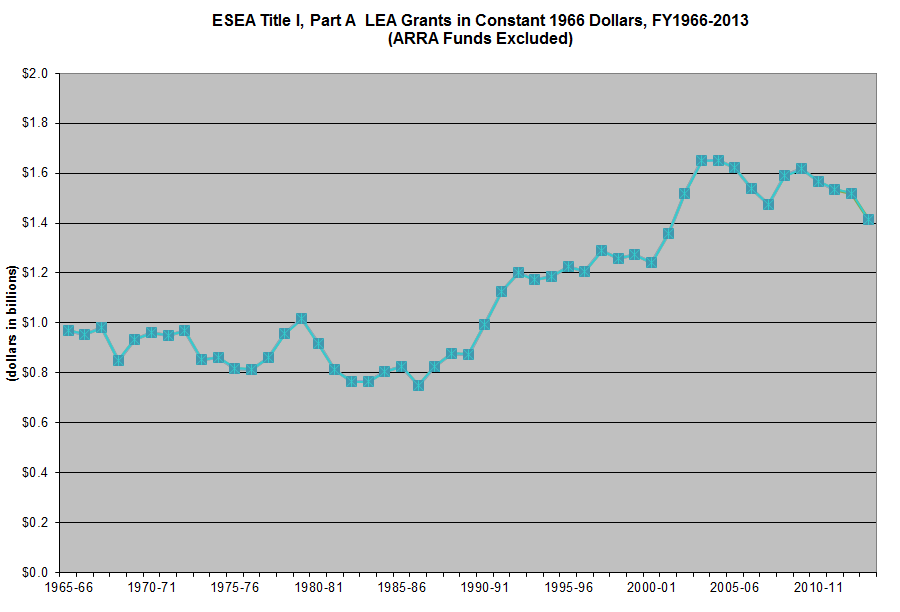 ESEA Title I, Part A  LEA Grants in Constant 1966 Dollars, FY1966-2013
(ARRA Funds Excluded)
$2.0
$1.8
$1.6
$1.4
$1.2
$1.0
$0.8
$0.6
$0.4
$0.2
$0.0
(dollars in billions)
1965-66 1970-71 1975-76 1980-81 1985-86 1990-91 1995-96 2000-01 2005-06 2010-11